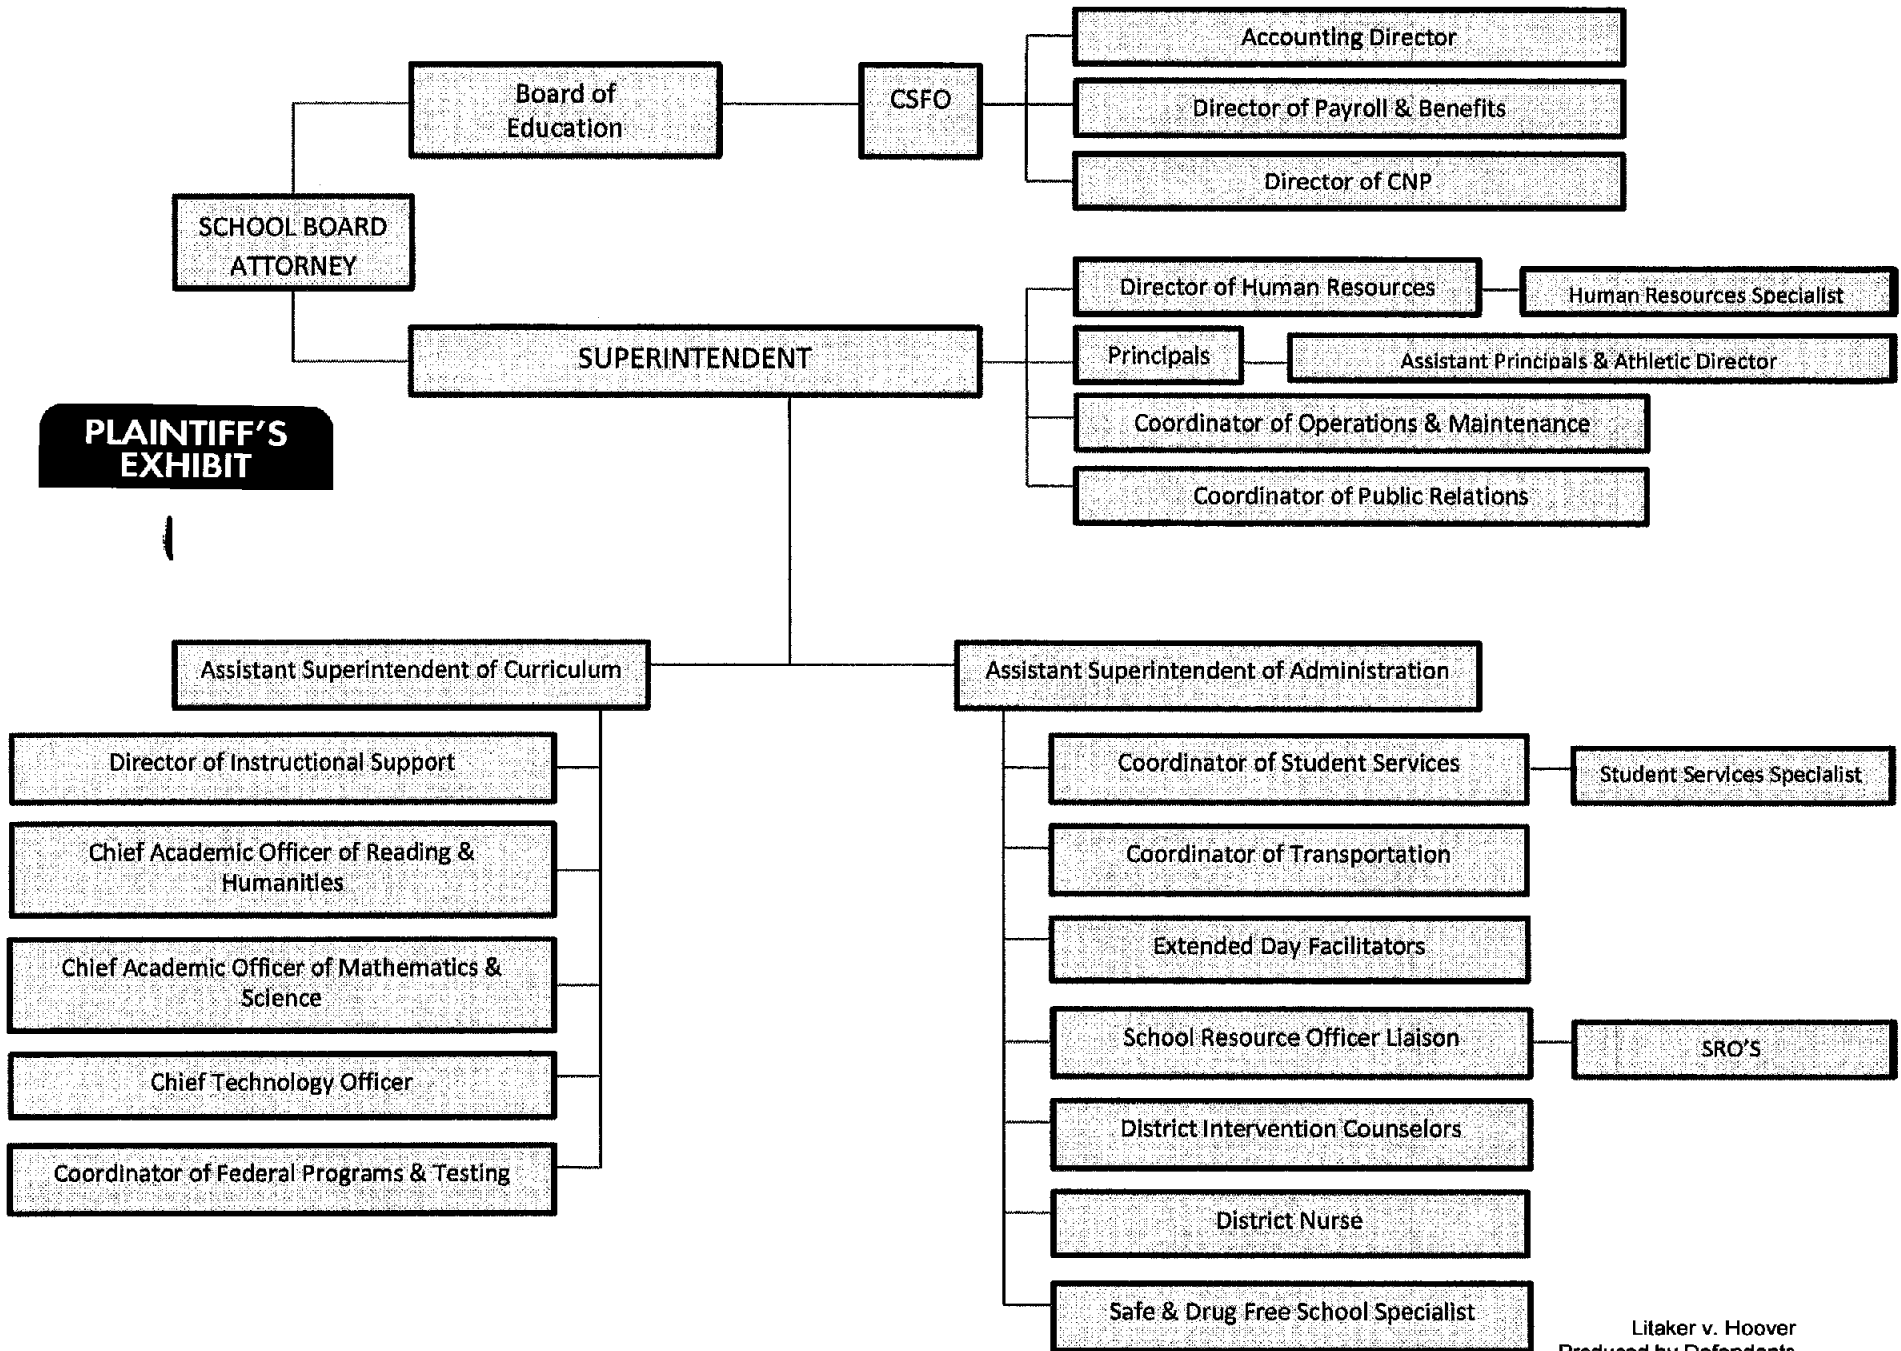 Accounting Director
Board of
Education
CSFO
Director of Payroll & Benefits
Director of CNP
SCHOOL BOARD
ATTORNEY
Director of Human Resources
Human Resources Specialist
SUPERINTENDENT
Principals
Assistant Principals & Athletic Director
Coordinator of Operations & Maintenance
Coordinator of Public Relations
PLAINTIFF'S
EXHIBIT
Assistant Superintendent of Curriculum
Assistant Superintendent of Administration
Director of Instructional Support
Chief Academic Officer of Reading &
Humanities
Chief Academic Officer of Mathematics &
Science
Chief Technology Officer
Coordinator of Federal Programs & Testing
Coordinator of Student Services
Student Services Specialist
Coordinator of Transportation
Extended Day Facilitators
School Resource Officer Liaison
SRO'S
District Intervention Counselors
District Nurse
Safe & Drug Free School Specialist
Litaker v. Hoover
Produced by Defendants